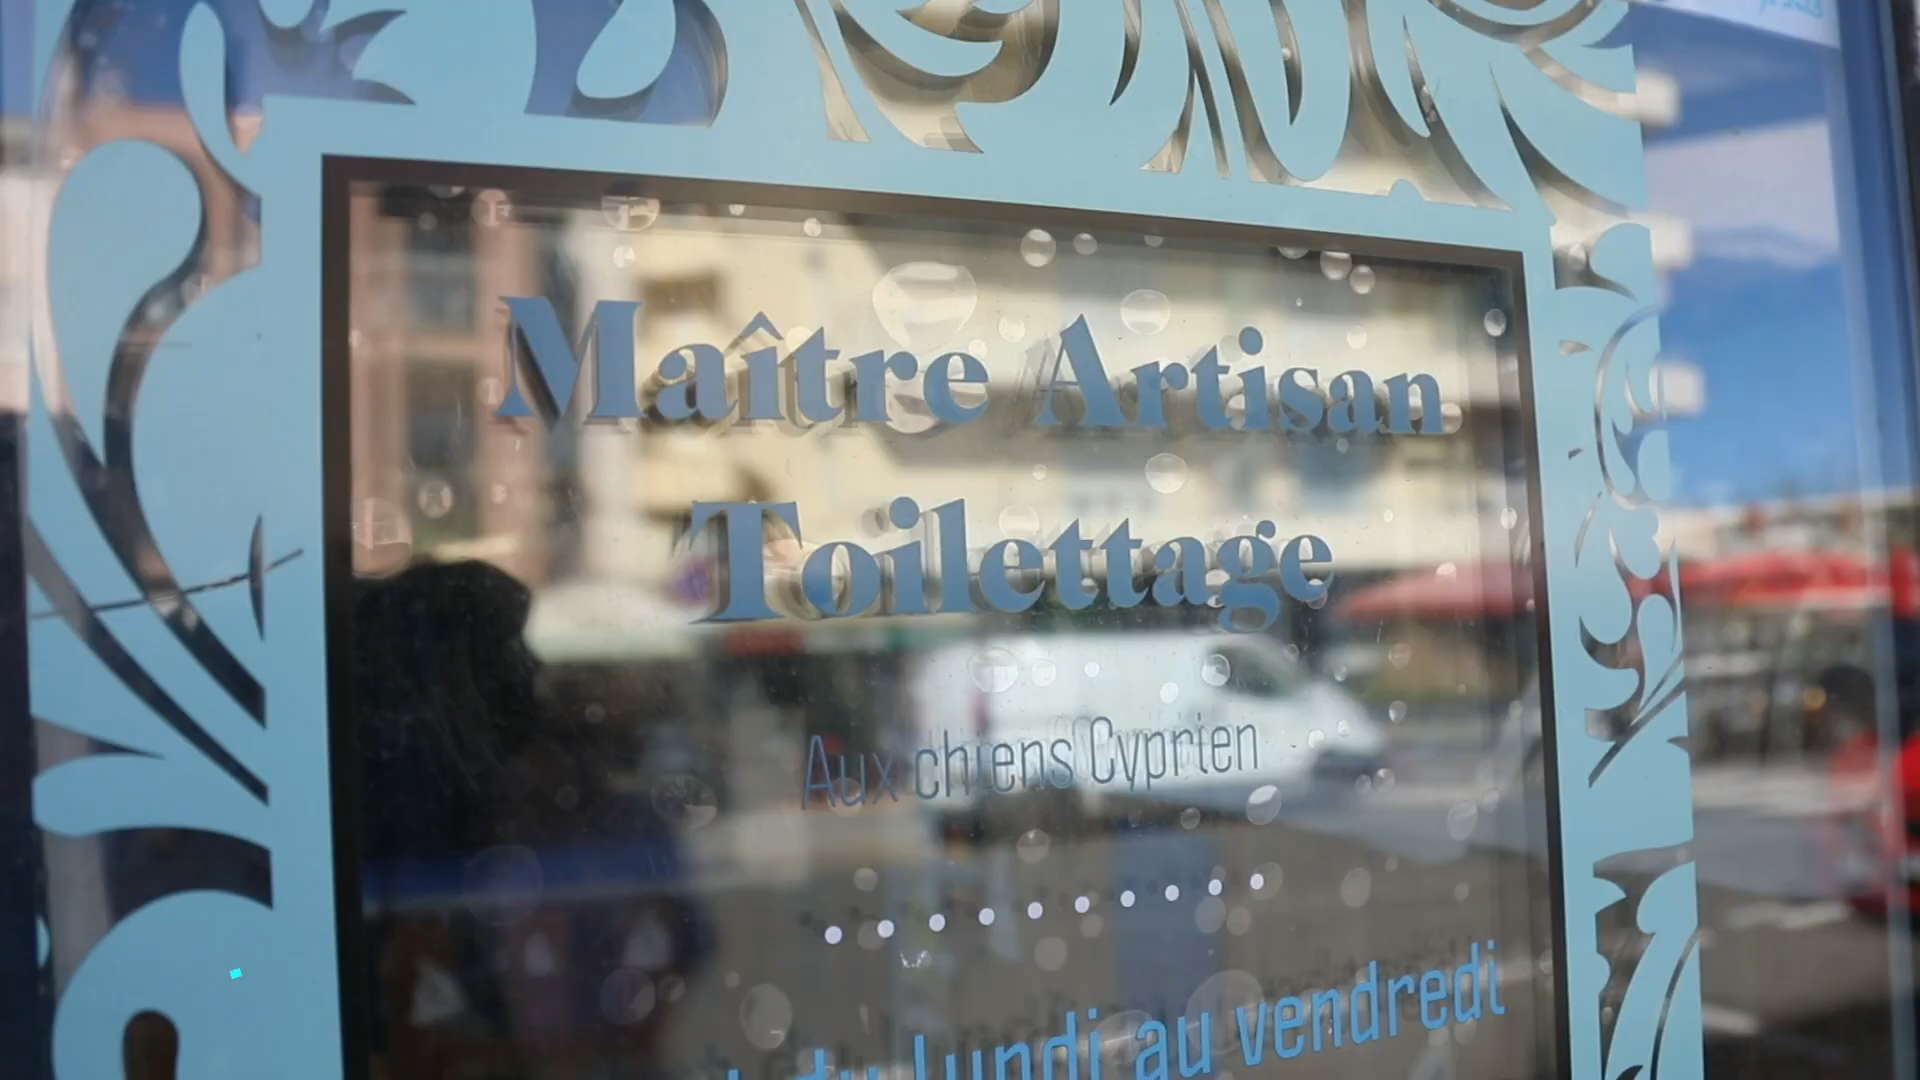 Maître Artisan
Toilettage
Aux chiens Cyprien
du lundi au vendredi